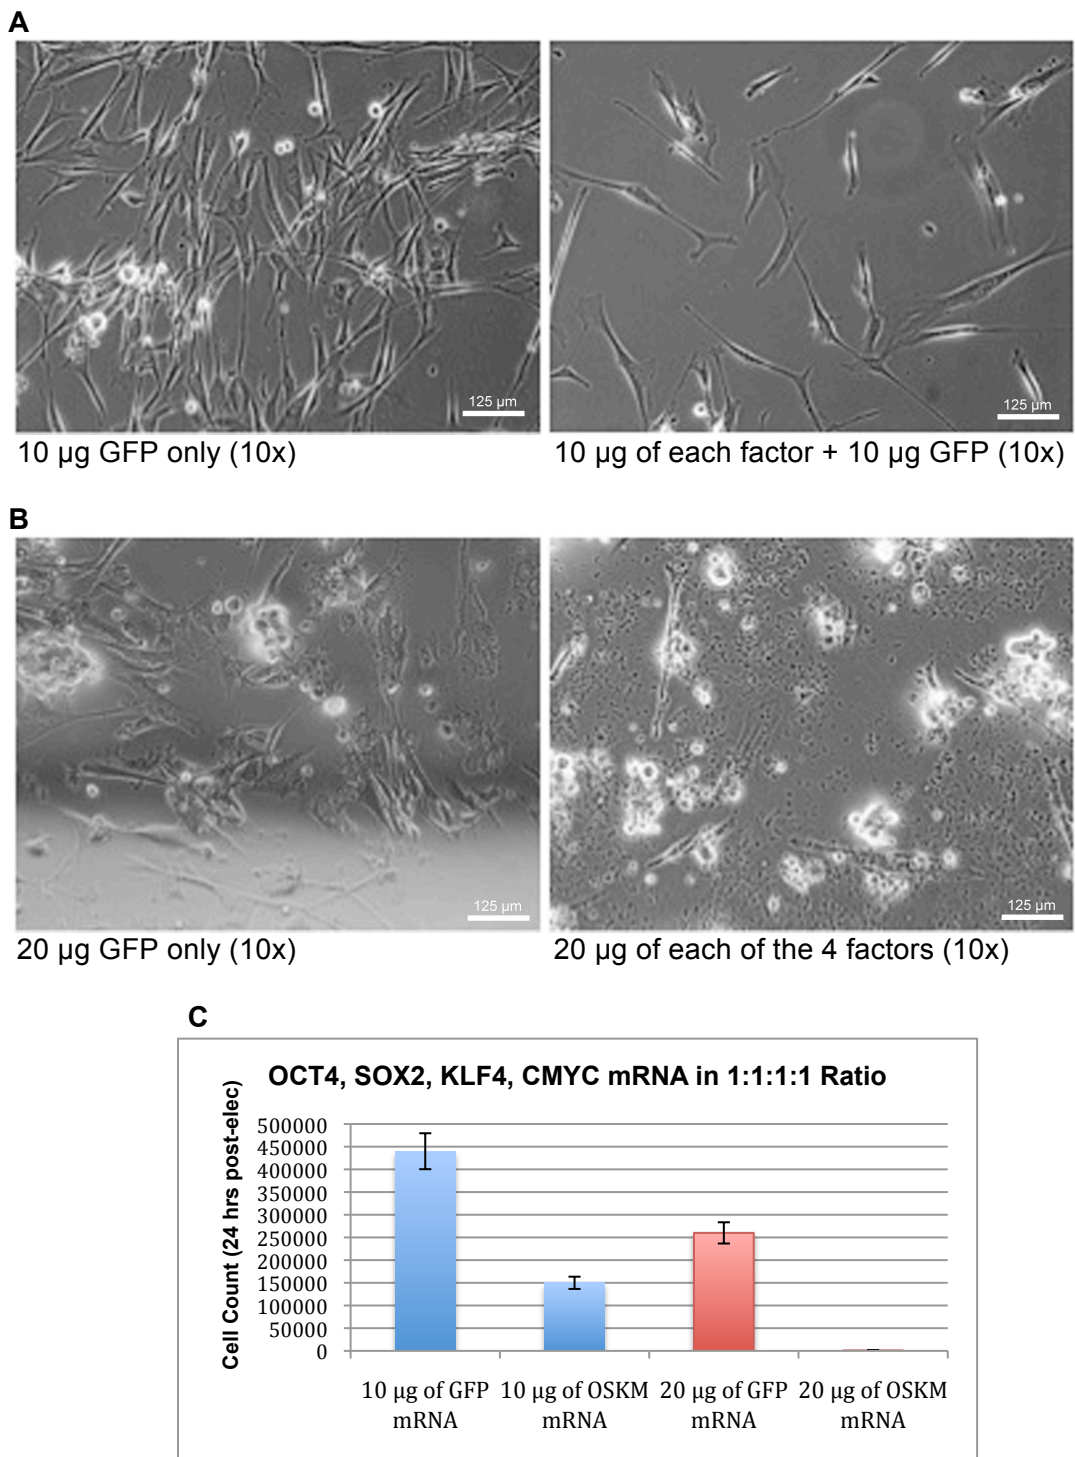 A
125 µm
125 µm
10 µg GFP only (10x)
10 µg of each factor + 10 µg GFP (10x)
B
125 µm
125 µm
20 µg GFP only (10x)
20 µg of each of the 4 factors (10x)
C
OCT4, SOX2, KLF4, CMYC mRNA in 1:1:1:1 Ratio
Cell Count (24 hrs post-elec)
500000
450000
400000
350000
300000
250000
200000
150000
100000
50000
0
10 µg of GFP
mRNA
10 µg of OSKM
mRNA
20 µg of GFP
mRNA
20 µg of OSKM
mRNA